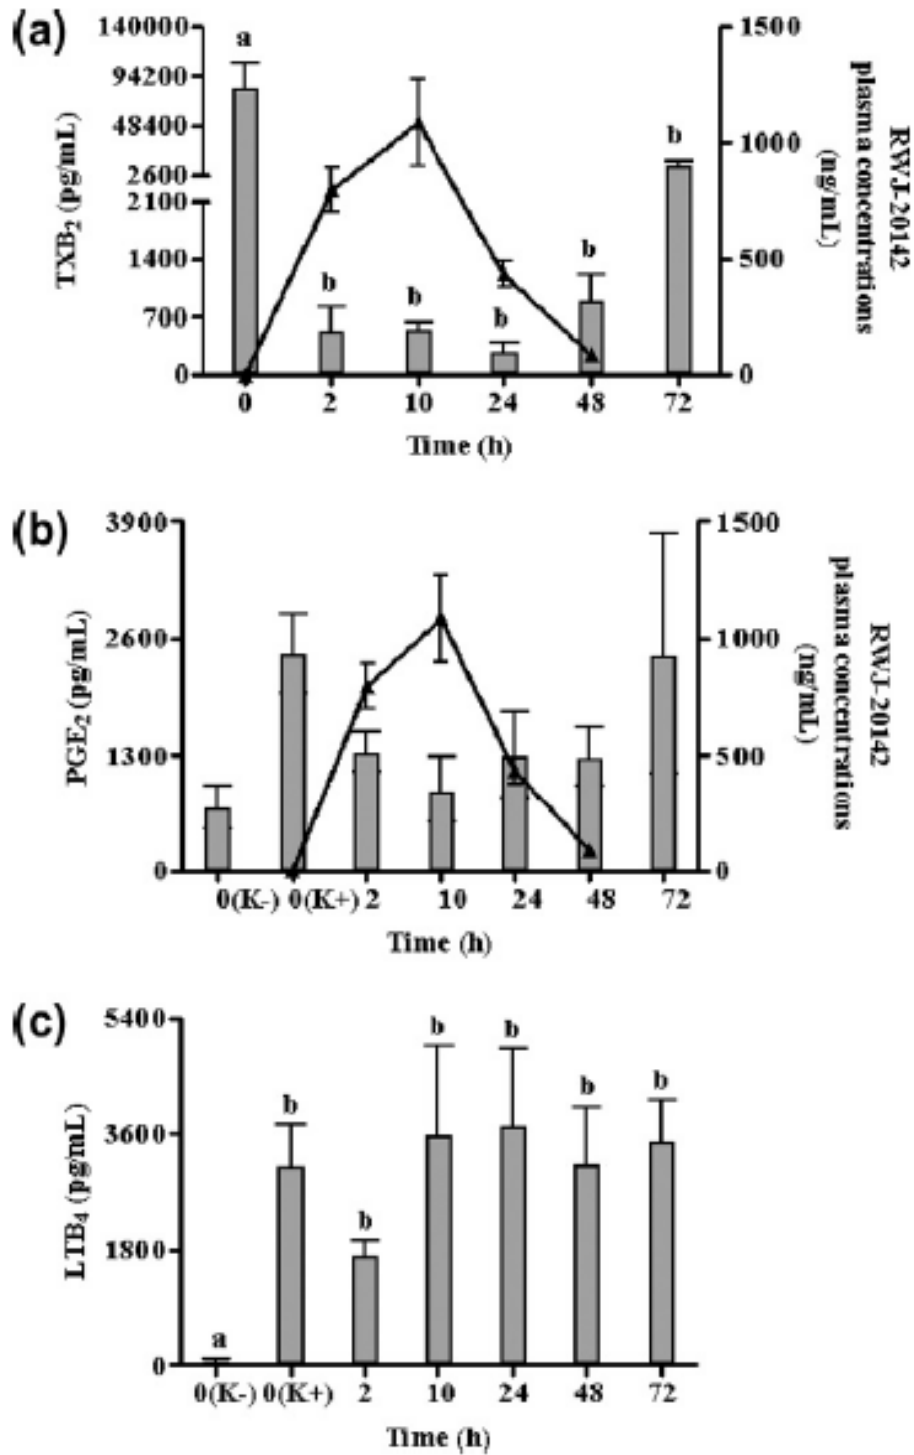 (a)
140000
94200
48400
2600
2100
1400
700
0
TXB2 (pg/mL)
a
b
b
b
b
b
1500
1000
500
0
RWJ-20142
plasma concentrations
(ng/mL)
0 2 10 24 48 72
Time (h)
(b)
3900
2600
1300
0
PGE2 (pg/mL)
1500
1000
500
0
RWJ-20142
plasma concentrations
(ng/mL)
0(K-) 0(K+) 2 10 24 48 72
Time (h)
(c)
5400
3600
1800
0
LTB4 (pg/mL)
a
b
b
b
b
b
b
0(K-) 0(K+) 2 10 24 48 72
Time (h)